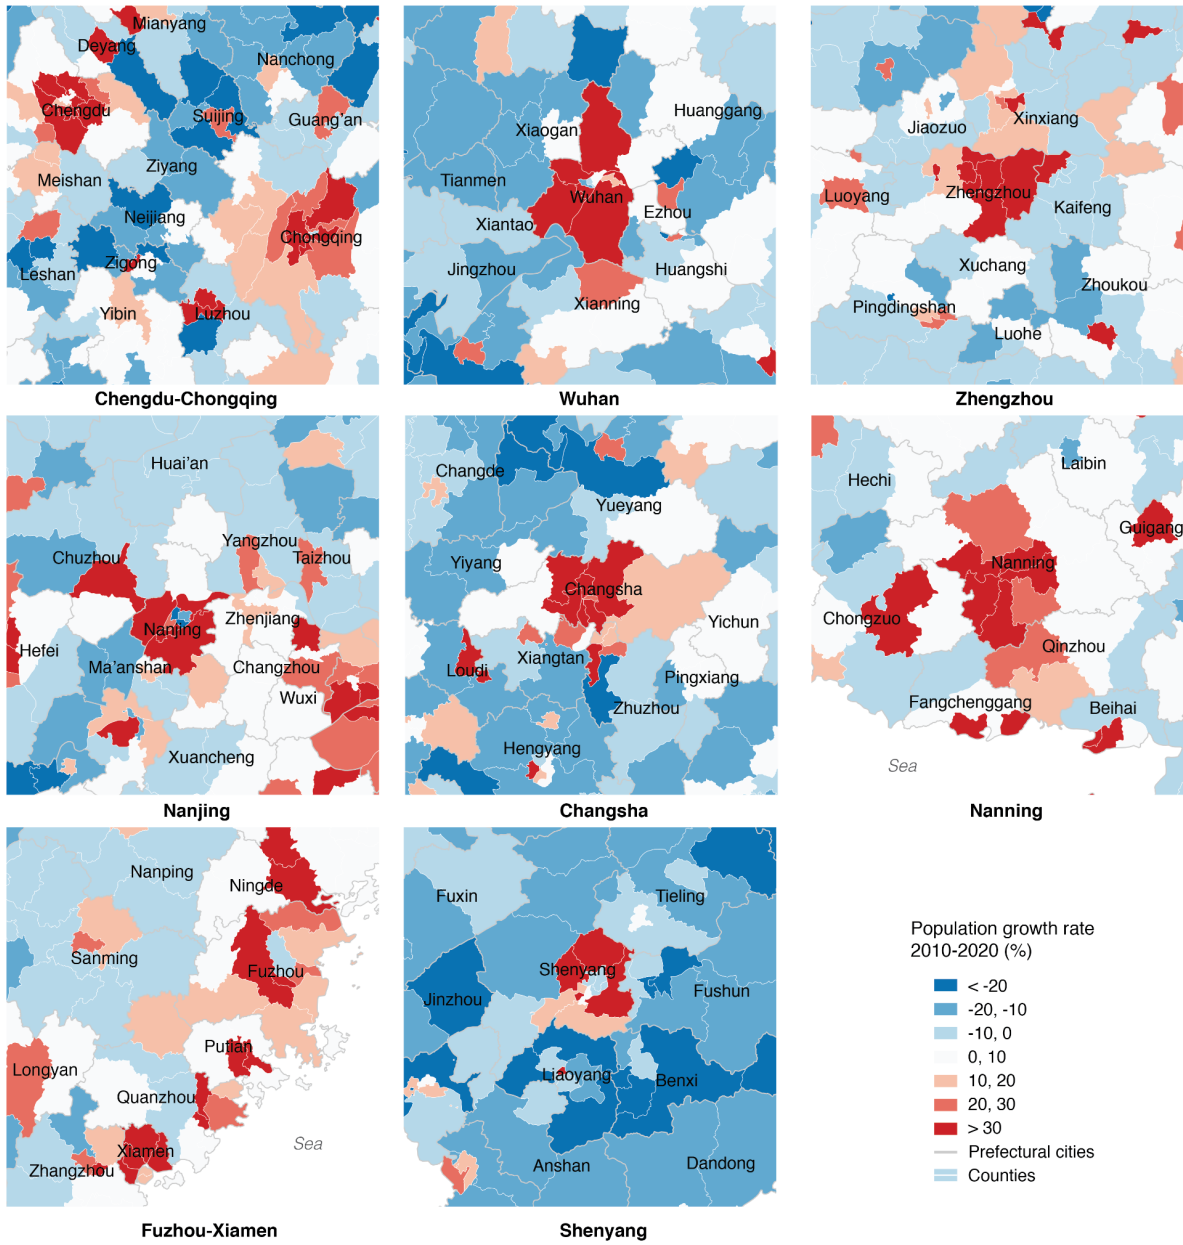 Mianyang
Deyang
Nanchong
Chengdu
Suijing
Guang'an
Ziyang
Meishan
Neijiang
Chongqing
Zigong
Leshan
Yibin
Luzhou
Chengdu-Chongqing
Huanggang
Xiaogan
Tianmen
Wuhan
Ezhou
Xiantao
Jingzhou
Huangshi
Xianning
Wuhan
Xinxiang
Jiaozuo
Luoyang
Zhengzhou
Kaifeng
Xuchang
Zhoukou
Pingdingshan
Luohe
Zhengzhou
Huai'an
Yangzhou
Chuzhou
Taizhou
Zhenjiang
Nanjing
Hefei
Ma'anshan
Changzhou
Wuxi
Xuancheng
Nanjing
Changde
Yueyang
Yiyang
Changsha
Yichun
Xiangtan
Loudi
Pingxiang
Zhuzhou
Hengyang
Changsha
Laibin
Hechi
Guigang
Nanning
Chongzuo
Qinzhou
Fangchenggang
Beihai
Sea
Nanning
Nanping
Ningde
Sanming
Fuzhou
Putian
Longyan
Quanzhou
Sea
Xiamen
Zhangzhou
Fuzhou-Xiamen
Fuxin
Tieling
Shenyang
Jinzhou
Fushun
Liaoyang
Benxi
Anshan
Dandong
Shenyang
Population growth rate
2010-2020 (%)
< -20
-20, -10
-10, 0
0, 10
10, 20
20, 30
> 30
Prefectural cities
Counties